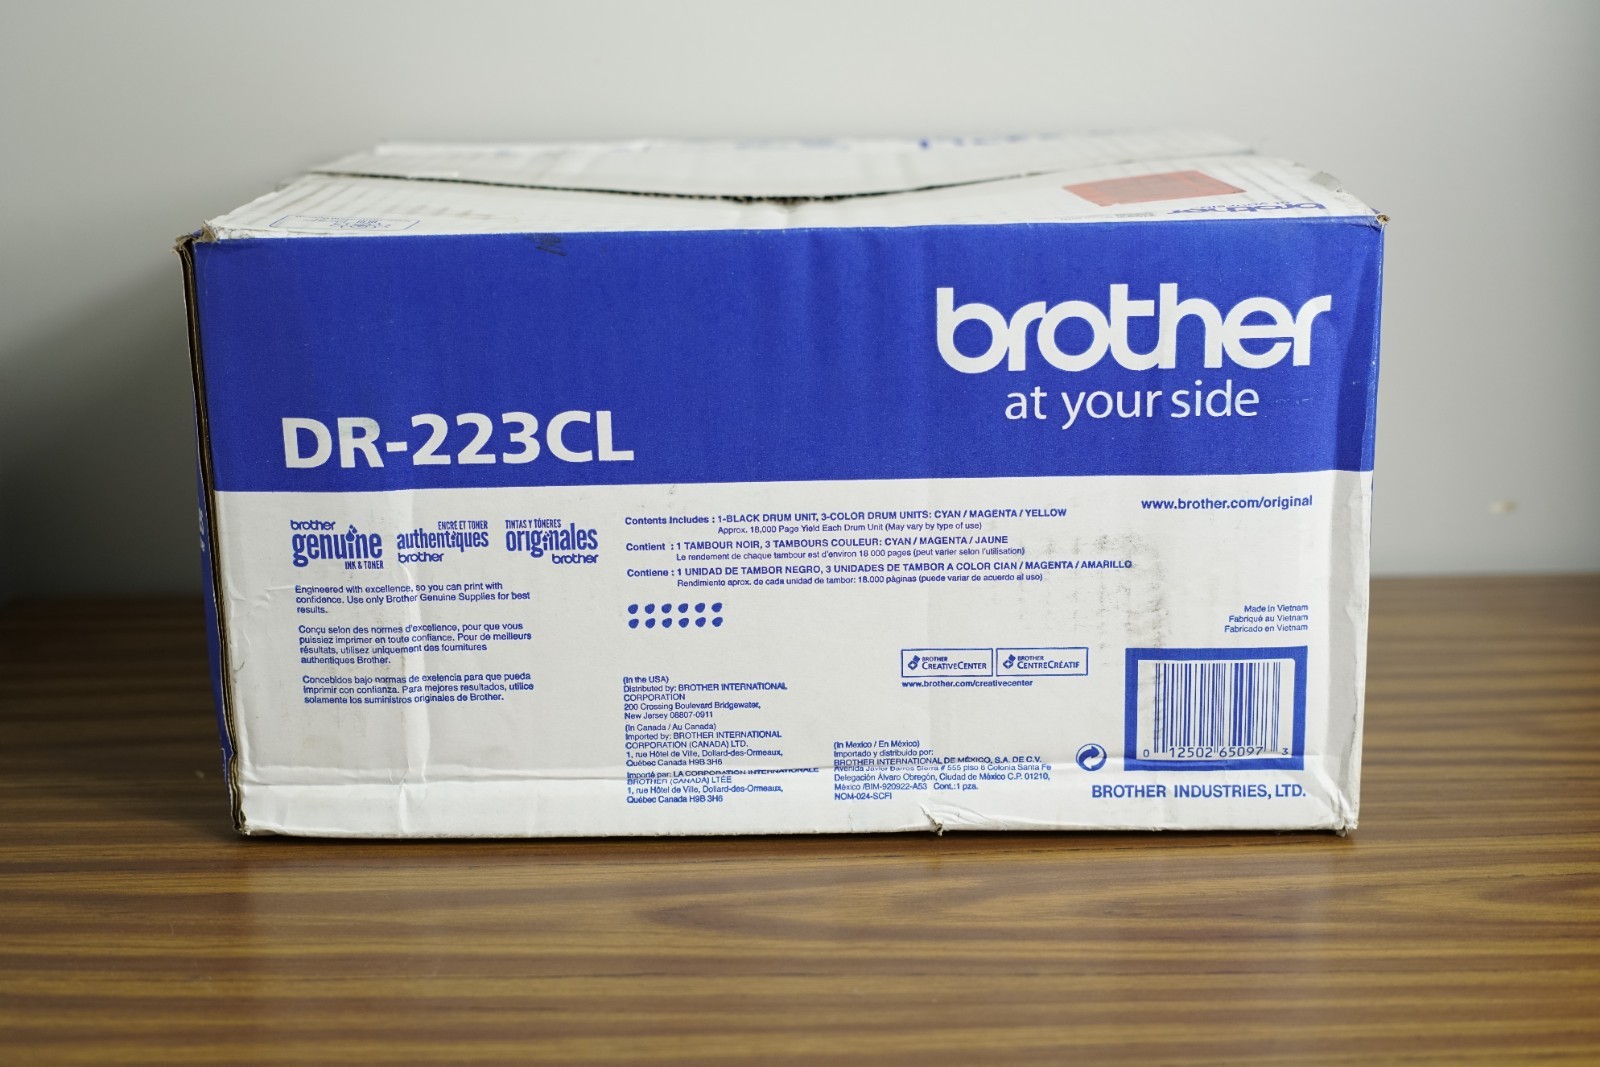 brother
at your side
DR-223CL
www.brother.com/original
brother
genuine
INK & TONER
ENCRE ET TONER
authentiques
brother
TINTAS Y TÓNERES
originales
brother
Engineered with excellence, so you can print with
confidence. Use only Brother Genuine Supplies for best
results.
Conçu selon des normes d'excellence, pour que vous
puissiez imprimer en toute confiance. Pour de meilleurs
résultats, utilisez uniquement des fournitures
authentiques Brother.
Concebidos bajo normas de exelencia para que pueda
imprimir con confianza. Para mejores resultados, utilice
solamente los suministros originales de Brother.
Contents Includes : 1-BLACK DRUM UNIT, 3-COLOR DRUM UNITS: CYAN / MAGENTA / YELLOW
Approx. 18,000 Page Yield Each Drum Unit (May vary by type of use)
Contient : 1 TAMBOUR NOIR, 3 TAMBOURS COULEUR: CYAN / MAGENTA / JAUNE
Le rendement de chaque tambour est d'environ 18 000 pages (peut varier selon l'utilisation)
Contiene : 1 UNIDAD DE TAMBOR NEGRO, 3 UNIDADES DE TAMBOR A COLOR CIAN / MAGENTA / AMARILLO
Rendimiento aprox. de cada unidad de tambor: 18.000 páginas (puede variar de acuerdo al uso)
(In the USA)
Distributed by: BROTHER INTERNATIONAL
CORPORATION
200 Crossing Boulevard Bridgewater,
New Jersey 08807-0911
(In Canada / Au Canada)
Imported by: BROTHER INTERNATIONAL
CORPORATION (CANADA) LTD.
1, rue Hôtel de Ville, Dollard-des-Ormeaux,
Québec Canada H9B 3H6
Importé par: LA CORPORATION INTERNATIONALE
BROTHER (CANADA) LTÉE
1, rue Hôtel de Ville, Dollard-des-Ormeaux,
Québec Canada H9B 3H6
(In Mexico / En México)
Importado y distribuido por:
BROTHER INTERNATIONAL DE MÉXICO, S.A. DE C.V.
Avenida Javier Barros Sierra # 555 piso 6 Colonia Santa Fe
Delegación Álvaro Obregón, Ciudad de México C.P. 01210,
México /BIM-920922-A53 Cont.:1 pza.
NOM-024-SCFI
BROTHER
CREATIVECENTER
BROTHER
CENTRECRÉATIF
www.brother.com/creativecenter
Made in Vietnam
Fabriqué au Vietnam
Fabricado en Vietnam
0 12502 65097 3
BROTHER INDUSTRIES, LTD.
brother